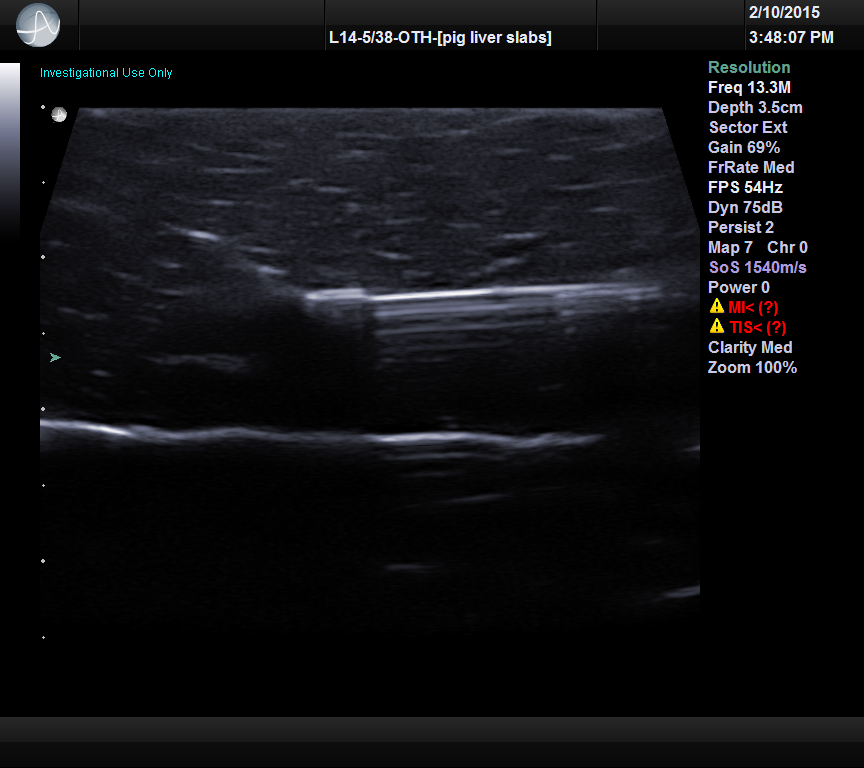 2/10/2015
L14-5/38-OTH-[pig liver slabs]
3:48:07 PM
Investigational Use Only
Resolution
Freq 13.3M
Depth 3.5cm
Sector Ext
Gain 69%
FrRate Med
FPS 54Hz
Dyn 75dB
Persist 2
Map 7 Chr 0
SoS 1540m/s
Power 0
MI< (?)
TIS< (?)
Clarity Med
Zoom 100%